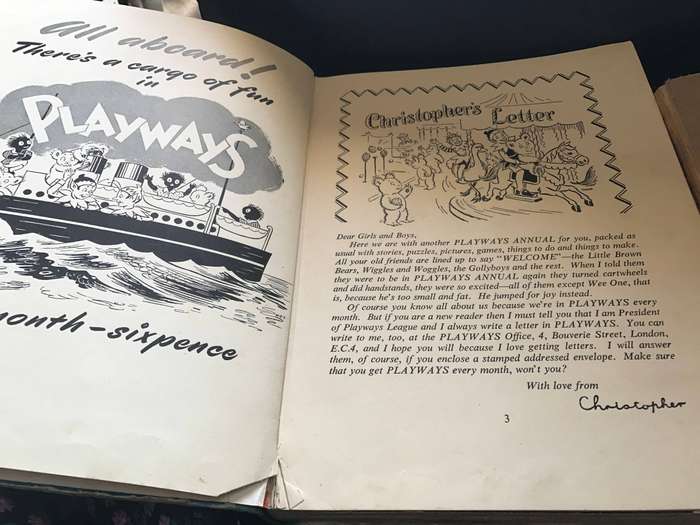 All aboard!
There's a cargo of fun
in
PLAYWAYS
month-sixpence
Christopher's Letter
Dear Girls and Boys,
Here we are with another PLAYWAYS ANNUAL for you, packed as
usual with stories, puzzles, pictures, games, things to do and things to make.
All your old friends are lined up to say "WELCOME"—the Little Brown
Bears, Wiggles and Woggles, the Gollyboys and the rest. When I told them
they were to be in PLAYWAYS ANNUAL again they turned cartwheels
and did handstands, they were so excited—all of them except Wee One, that
is, because he's too small and fat. He jumped for joy instead.
Of course you know all about us because we're in PLAYWAYS every
month. But if you are a new reader then I must tell you that I am President
of Playways League and I always write a letter in PLAYWAYS. You can
write to me, too, at the PLAYWAYS Office, 4, Bouverie Street, London,
E.C.4, and I hope you will because I love getting letters. I will answer
them, of course, if you enclose a stamped addressed envelope. Make sure
that you get PLAYWAYS every month, won't you?
With love from
Christopher
3